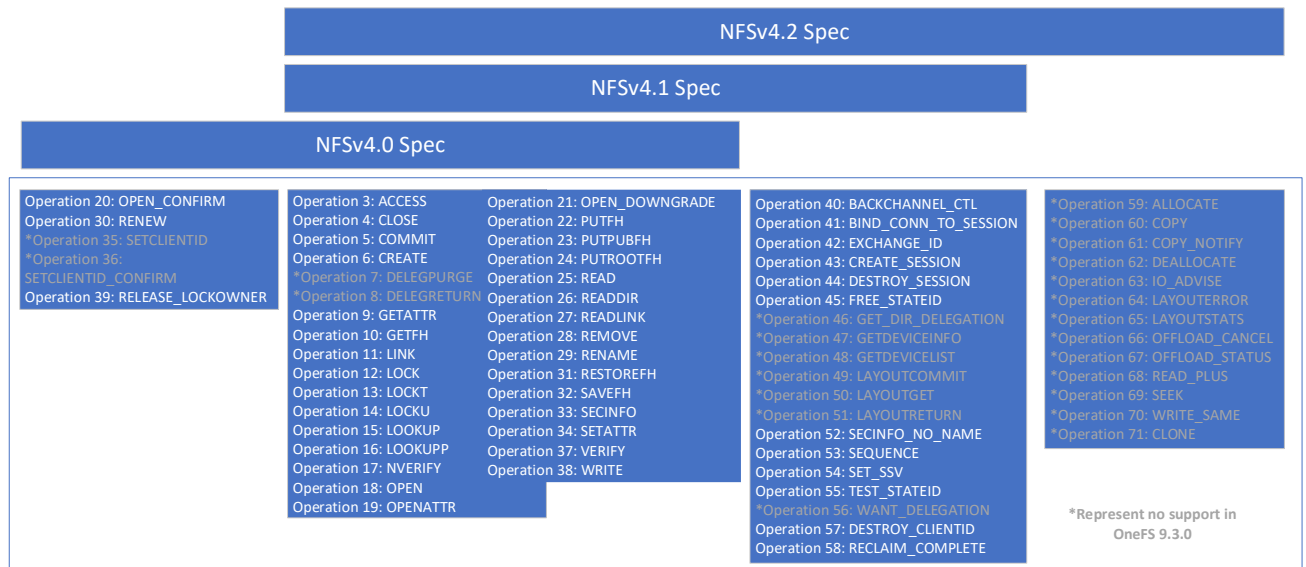 NFSv4.2 Spec
NFSv4.1 Spec
NFSv4.0 Spec
Operation 20: OPEN_CONFIRM
Operation 30: RENEW
*Operation 35: SETCLIENTID
*Operation 36:
SETCLIENTID_CONFIRM
Operation 39: RELEASE_LOCKOWNER
Operation 3: ACCESS
Operation 4: CLOSE
Operation 5: COMMIT
Operation 6: CREATE
*Operation 7: DELEGPURGE
*Operation 8: DELEGRETURN
Operation 9: GETATTR
Operation 10: GETFH
Operation 11: LINK
Operation 12: LOCK
Operation 13: LOCKT
Operation 14: LOCKU
Operation 15: LOOKUP
Operation 16: LOOKUPP
Operation 17: NVERIFY
Operation 18: OPEN
Operation 19: OPENATTR
Operation 21: OPEN_DOWNGRADE
Operation 22: PUTFH
Operation 23: PUTPUBFH
Operation 24: PUTROOTFH
Operation 25: READ
Operation 26: READDIR
Operation 27: READLINK
Operation 28: REMOVE
Operation 29: RENAME
Operation 31: RESTOREFH
Operation 32: SAVEFH
Operation 33: SECINFO
Operation 34: SETATTR
Operation 37: VERIFY
Operation 38: WRITE
Operation 40: BACKCHANNEL_CTL
Operation 41: BIND_CONN_TO_SESSION
Operation 42: EXCHANGE_ID
Operation 43: CREATE_SESSION
Operation 44: DESTROY_SESSION
Operation 45: FREE_STATEID
*Operation 46: GET_DIR_DELEGATION
*Operation 47: GETDEVICEINFO
*Operation 48: GETDEVICELIST
*Operation 49: LAYOUTCOMMIT
*Operation 50: LAYOUTGET
*Operation 51: LAYOUTRETURN
Operation 52: SECINFO_NO_NAME
Operation 53: SEQUENCE
Operation 54: SET_SSV
Operation 55: TEST_STATEID
*Operation 56: WANT_DELEGATION
Operation 57: DESTROY_CLIENTID
Operation 58: RECLAIM_COMPLETE
*Operation 59: ALLOCATE
*Operation 60: COPY
*Operation 61: COPY_NOTIFY
*Operation 62: DEALLOCATE
*Operation 63: IO_ADVISE
*Operation 64: LAYOUTERROR
*Operation 65: LAYOUTSTATS
*Operation 66: OFFLOAD_CANCEL
*Operation 67: OFFLOAD_STATUS
*Operation 68: READ_PLUS
*Operation 69: SEEK
*Operation 70: WRITE_SAME
*Operation 71: CLONE
*Represent no support in
OneFS 9.3.0